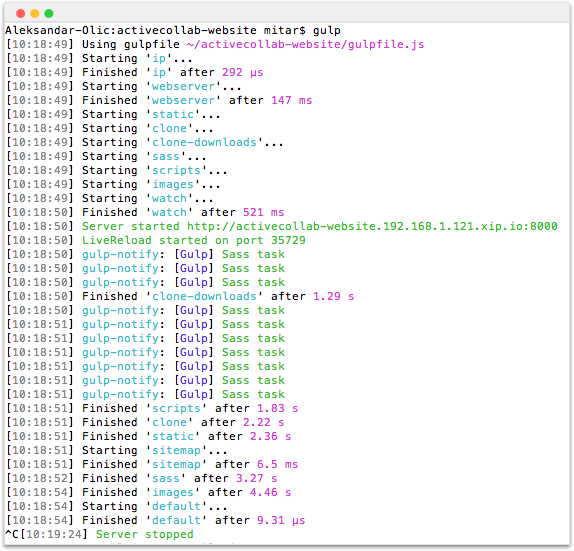 Aleksandar-Olic:activecollab-website mitar$ gulp
[10:18:49] Using gulpfile ~/activecollab-website/gulpfile.js
[10:18:49] Starting 'ip'...
[10:18:49] Finished 'ip' after 292 μs
[10:18:49] Starting 'webserver'...
[10:18:49] Finished 'webserver' after 147 ms
[10:18:49] Starting 'static'...
[10:18:49] Starting 'clone'...
[10:18:49] Starting 'clone-downloads'...
[10:18:49] Starting 'sass'...
[10:18:49] Starting 'scripts'...
[10:18:49] Starting 'images'...
[10:18:49] Starting 'watch'...
[10:18:50] Finished 'watch' after 521 ms
[10:18:50] Server started http://activecollab-website.192.168.1.121.xip.io:8000
[10:18:50] LiveReload started on port 35729
[10:18:50] gulp-notify: [Gulp] Sass task
[10:18:50] gulp-notify: [Gulp] Sass task
[10:18:50] gulp-notify: [Gulp] Sass task
[10:18:50] Finished 'clone-downloads' after 1.29 s
[10:18:50] gulp-notify: [Gulp] Sass task
[10:18:51] gulp-notify: [Gulp] Sass task
[10:18:51] gulp-notify: [Gulp] Sass task
[10:18:51] gulp-notify: [Gulp] Sass task
[10:18:51] gulp-notify: [Gulp] Sass task
[10:18:51] gulp-notify: [Gulp] Sass task
[10:18:51] gulp-notify: [Gulp] Sass task
[10:18:51] Finished 'scripts' after 1.83 s
[10:18:51] Finished 'clone' after 2.22 s
[10:18:51] Finished 'static' after 2.36 s
[10:18:51] Starting 'sitemap'...
[10:18:51] Finished 'sitemap' after 6.5 ms
[10:18:52] Finished 'sass' after 3.27 s
[10:18:54] Finished 'images' after 4.46 s
[10:18:54] Starting 'default'...
[10:18:54] Finished 'default' after 9.31 μs
^C[10:19:24] Server stopped